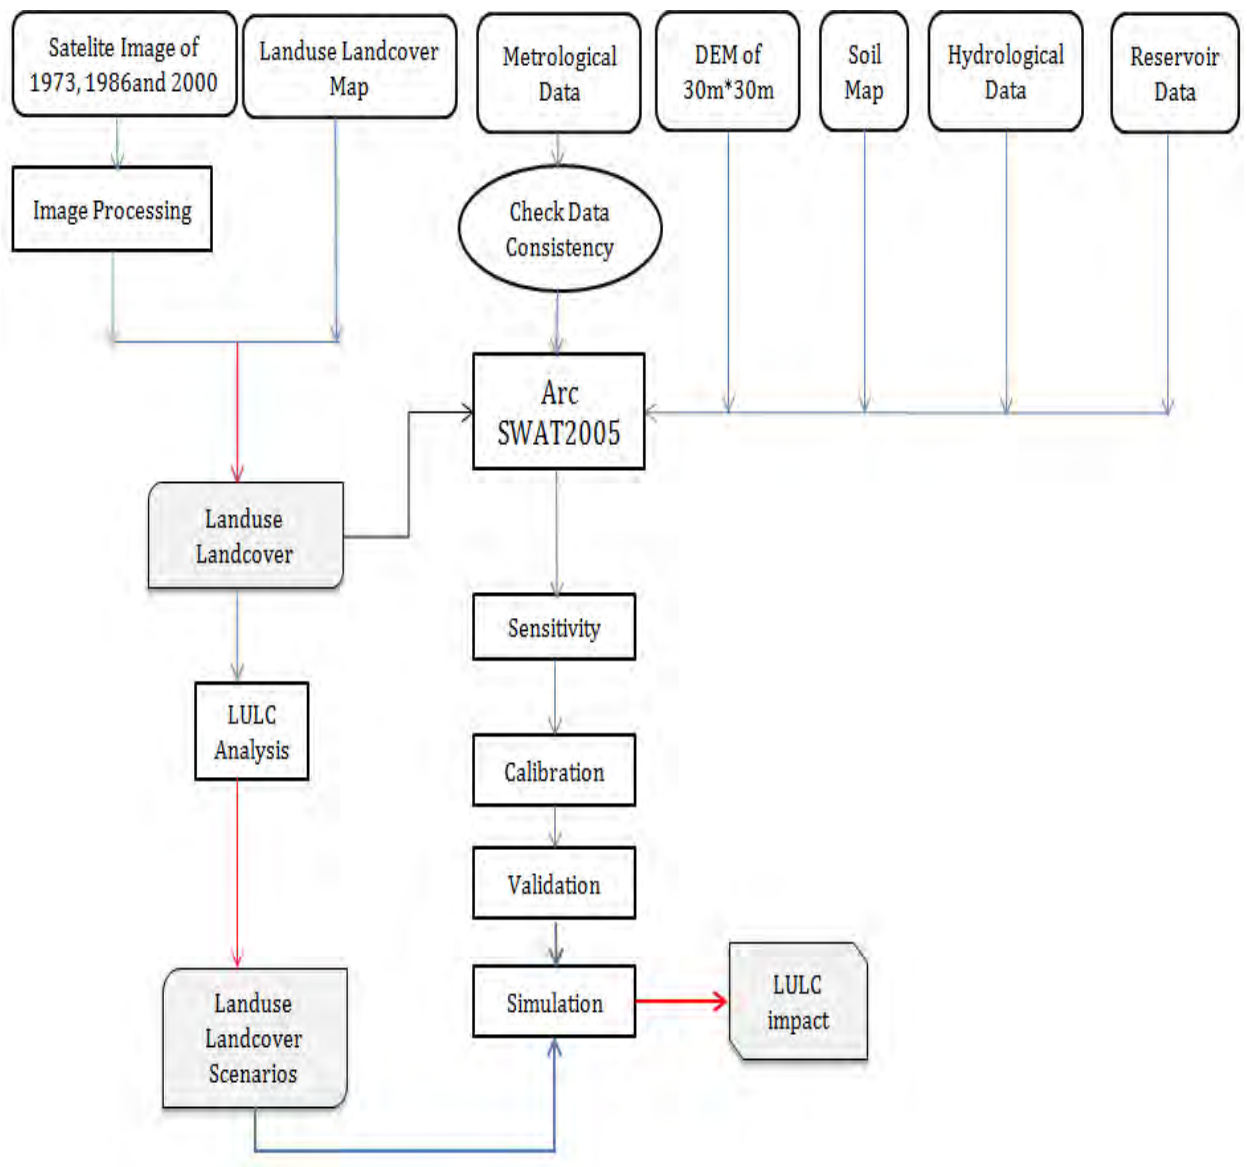 Satelite Image of
1973, 1986and 2000
Landuse Landcover
Map
Metrological
Data
DEM of
30m*30m
Soil
Map
Hydrological
Data
Reservoir
Data
Image Processing
Check Data
Consistency
Arc
SWAT2005
Landuse
Landcover
Sensitivity
LULC
Analysis
Calibration
Validation
Landuse
Landcover
Scenarios
Simulation
LULC
impact